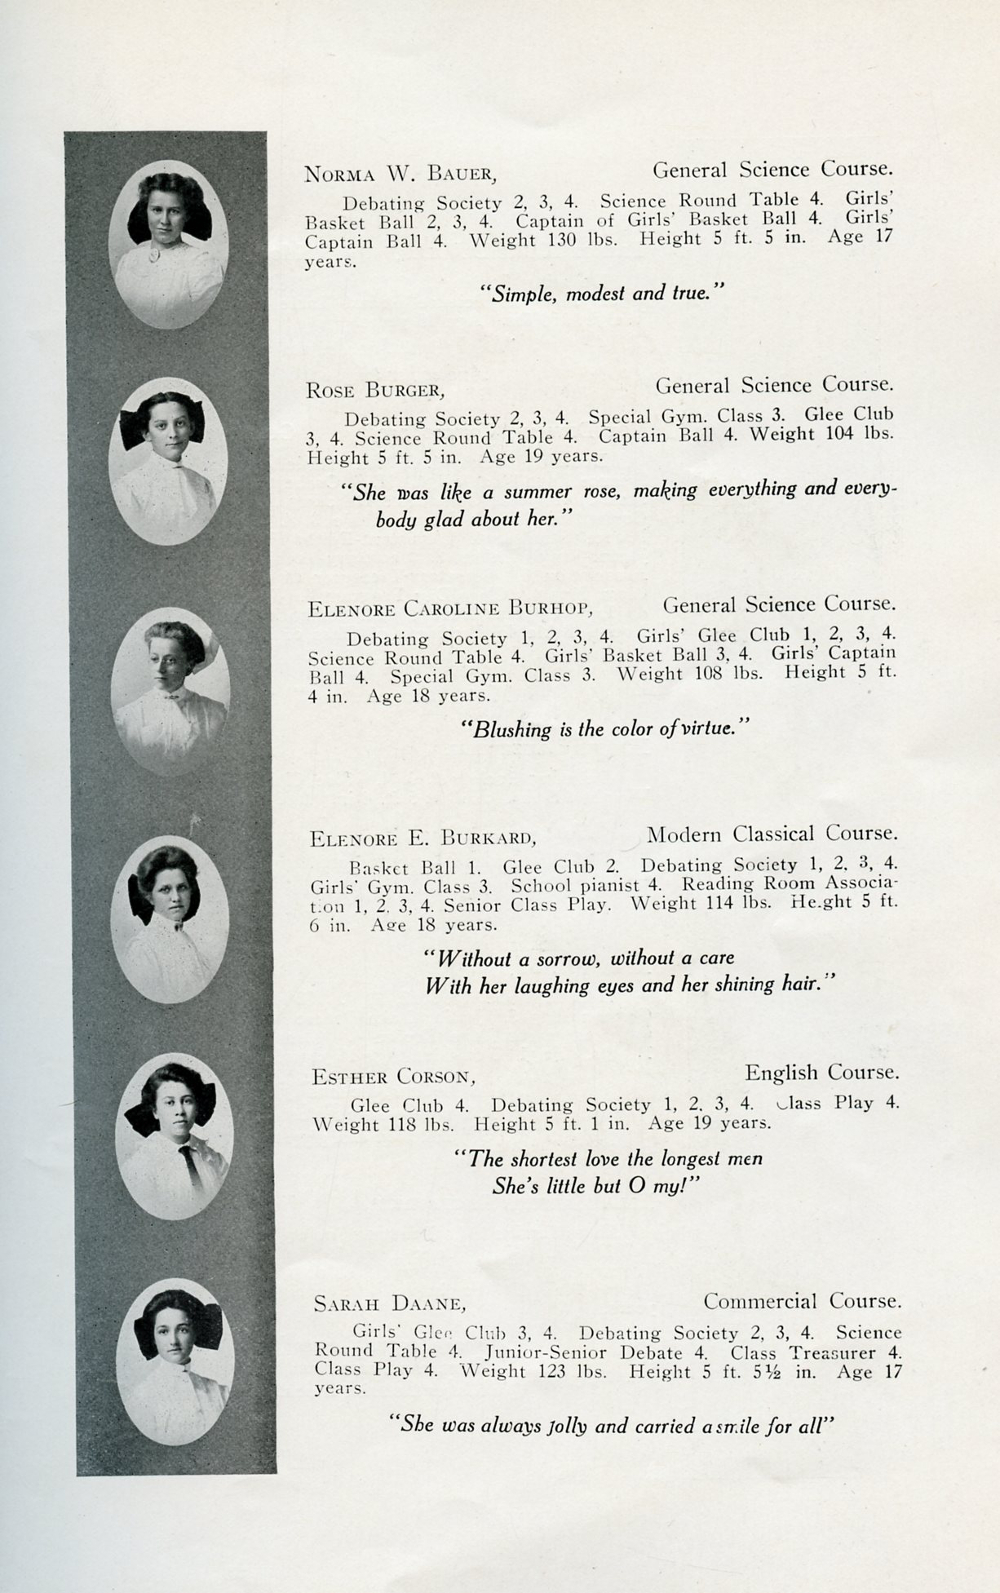 NORMA W. BAUER, General Science Course.
Debating Society 2, 3, 4. Science Round Table 4. Girls'
Basket Ball 2, 3, 4. Captain of Girls' Basket Ball 4. Girls'
Captain Ball 4. Weight 130 lbs. Height 5 ft. 5 in. Age 17
years.
"Simple, modest and true."
ROSE BURGER, General Science Course.
Debating Society 2, 3, 4. Special Gym. Class 3. Glee Club
3, 4. Science Round Table 4. Captain Ball 4. Weight 104 lbs.
Height 5 ft. 5 in. Age 19 years.
"She was like a summer rose, making everything and every-
body glad about her."
ELENORE CAROLINE BURHOP, General Science Course.
Debating Society 1, 2, 3, 4. Girls' Glee Club 1, 2, 3, 4.
Science Round Table 4. Girls' Basket Ball 3, 4. Girls' Captain
Ball 4. Special Gym. Class 3. Weight 108 lbs. Height 5 ft.
4 in. Age 18 years.
"Blushing is the color of virtue."
ELENORE E. BURKARD, Modern Classical Course.
Basket Ball 1. Glee Club 2. Debating Society 1, 2, 3, 4.
Girls' Gym. Class 3. School pianist 4. Reading Room Associa-
tion 1, 2, 3, 4. Senior Class Play. Weight 114 lbs. Height 5 ft.
6 in. Age 18 years.
"Without a sorrow, without a care
With her laughing eyes and her shining hair."
ESTHER CORSON, English Course.
Glee Club 4. Debating Society 1, 2, 3, 4. Class Play 4.
Weight 118 lbs. Height 5 ft. 1 in. Age 19 years.
"The shortest love the longest men
She's little but O my!"
SARAH DAANE, Commercial Course.
Girls' Glee Club 3, 4. Debating Society 2, 3, 4. Science
Round Table 4. Junior-Senior Debate 4. Class Treasurer 4.
Class Play 4. Weight 123 lbs. Height 5 ft. 5½ in. Age 17
years.
"She was always jolly and carried a smile for all"